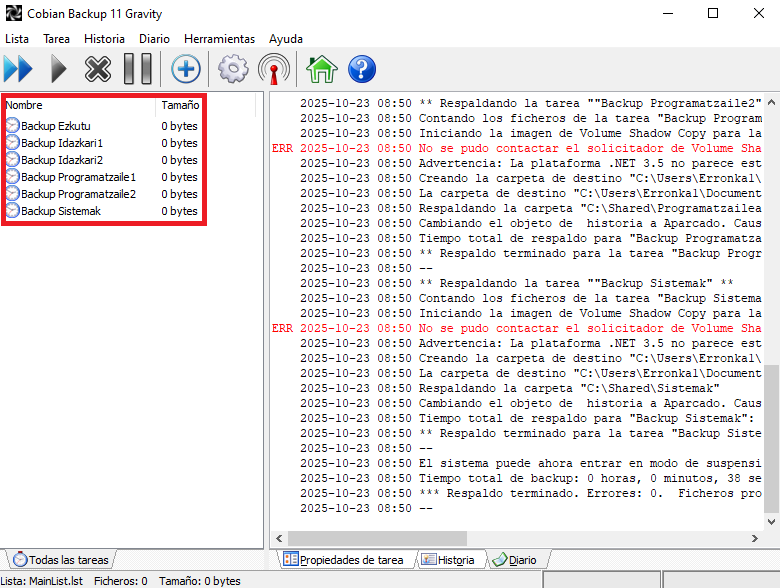 Cobian Backup 11 Gravity
Lista Tarea Historia Diario Herramientas Ayuda
Nombre Tamaño
Backup Ezkutu 0 bytes
Backup Idazkari1 0 bytes
Backup Idazkari2 0 bytes
Backup Programatzaile1 0 bytes
Backup Programatzaile2 0 bytes
Backup Sistemak 0 bytes
2025-10-23 08:50 ** Respaldando la tarea ""Backup Programatzaile2"
2025-10-23 08:50 Contando los ficheros de la tarea "Backup Program
2025-10-23 08:50 Iniciando la imagen de Volume Shadow Copy para la
ERR 2025-10-23 08:50 No se pudo contactar el solicitador de Volume Sha
2025-10-23 08:50 Advertencia: La plataforma .NET 3.5 no parece est
2025-10-23 08:50 Creando la carpeta de destino "C:\Users\Erronkal\
2025-10-23 08:50 La carpeta de destino "C:\Users\Erronkal\Document
2025-10-23 08:50 Respaldando la carpeta "C:\Shared\Programatzailea
2025-10-23 08:50 Cambiando el objeto de  historia a Aparcado. Caus
2025-10-23 08:50 Tiempo total de respaldo para "Backup Programatza
2025-10-23 08:50 ** Respaldo terminado para la tarea "Backup Progr
2025-10-23 08:50 --
2025-10-23 08:50 ** Respaldando la tarea ""Backup Sistemak" **
2025-10-23 08:50 Contando los ficheros de la tarea "Backup Sistema
2025-10-23 08:50 Iniciando la imagen de Volume Shadow Copy para la
ERR 2025-10-23 08:50 No se pudo contactar el solicitador de Volume Sha
2025-10-23 08:50 Advertencia: La plataforma .NET 3.5 no parece est
2025-10-23 08:50 Creando la carpeta de destino "C:\Users\Erronkal\
2025-10-23 08:50 La carpeta de destino "C:\Users\Erronkal\Document
2025-10-23 08:50 Respaldando la carpeta "C:\Shared\Sistemak"
2025-10-23 08:50 Cambiando el objeto de  historia a Aparcado. Caus
2025-10-23 08:50 Tiempo total de respaldo para "Backup Sistemak":
2025-10-23 08:50 ** Respaldo terminado para la tarea "Backup Siste
2025-10-23 08:50 --
2025-10-23 08:50 El sistema puede ahora entrar en modo de suspensi
2025-10-23 08:50 Tiempo total de backup: 0 horas, 0 minutos, 38 se
2025-10-23 08:50 *** Respaldo terminado. Errores: 0.  Ficheros pro
2025-10-23 08:50 --
Todas las tareas Propiedades de tarea Historia Diario
Lista: MainList.lst Ficheros: 0 Tamaño: 0 bytes